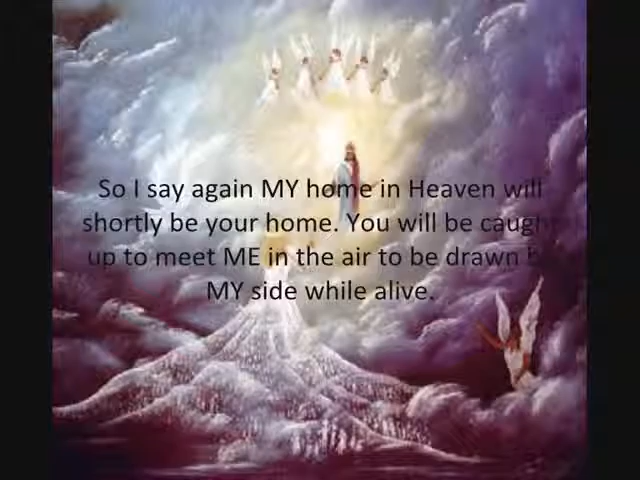 So I say again MY home in Heaven will
shortly be your home. You will be caught
up to meet ME in the air to be drawn
MY side while alive.